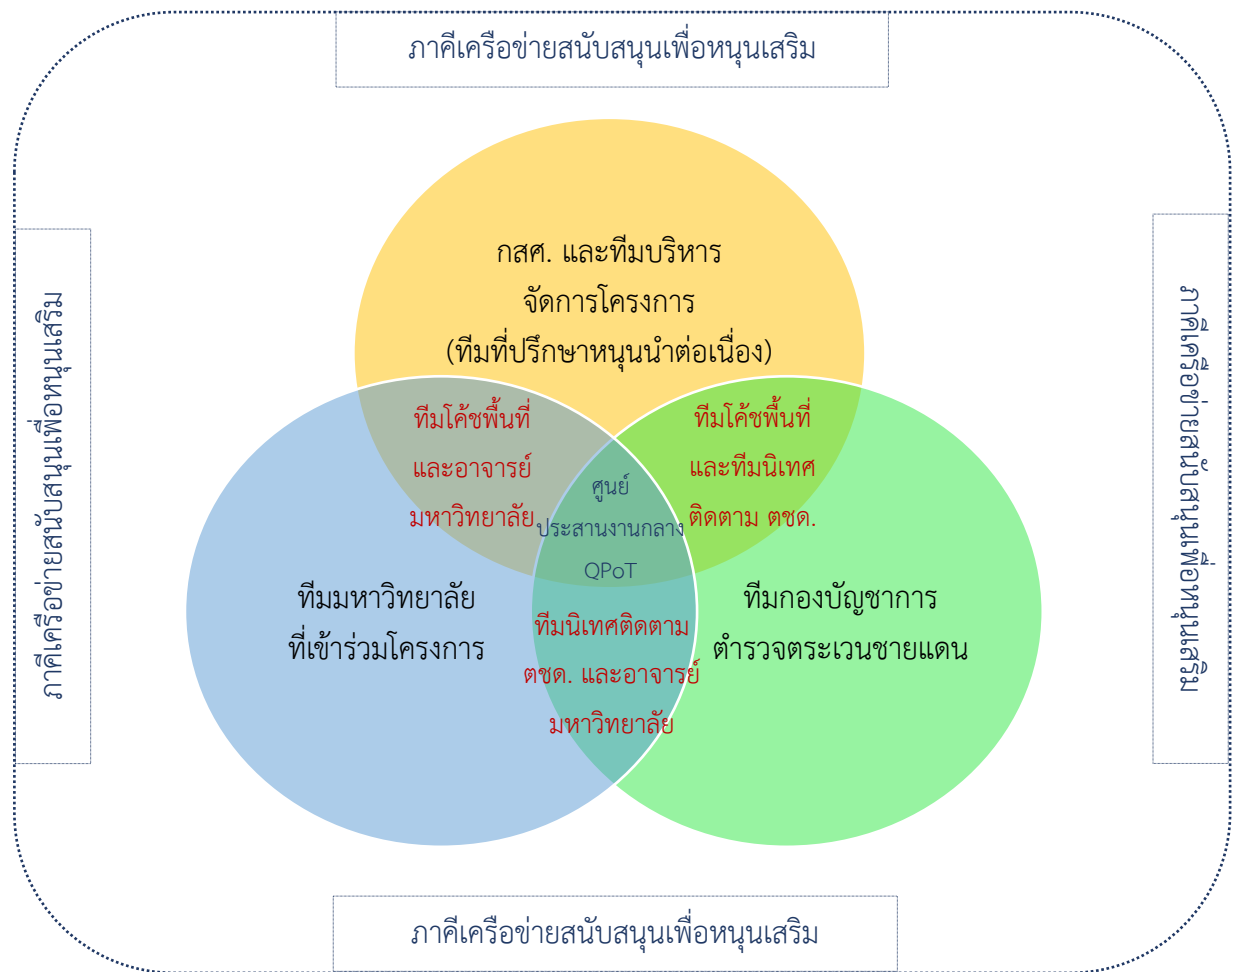 ภาคีเครือข่ายสนับสนุนเพื่อหนุนเสริม
กสศ. และทีมบริหาร
จัดการโครงการ
(ทีมที่ปรึกษาหนุนนำต่อเนื่อง)
ภาคีเครือข่ายสนับสนุนเพื่อหนุนเสริม
ภาคีเครือข่ายสนับสนุนเพื่อหนุนเสริม
ทีมโค้ชพื้นที่
และอาจารย์
มหาวิทยาลัย
ทีมโค้ชพื้นที่
และทีมนิเทศ
ติดตาม ตชด.
ศูนย์
ประสานงานกลาง
QPoT
ทีมมหาวิทยาลัย
ที่เข้าร่วมโครงการ
ทีมกองบัญชาการ
ตำรวจตระเวนชายแดน
ทีมนิเทศติดตาม
ตชด. และอาจารย์
มหาวิทยาลัย
ภาคีเครือข่ายสนับสนุนเพื่อหนุนเสริม